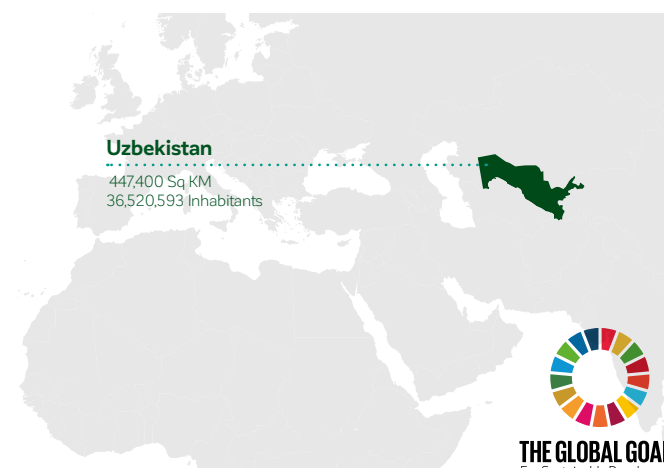 Uzbekistan
447,400 Sq KM
36,520,593 Inhabitants
THE GLOBAL GOA